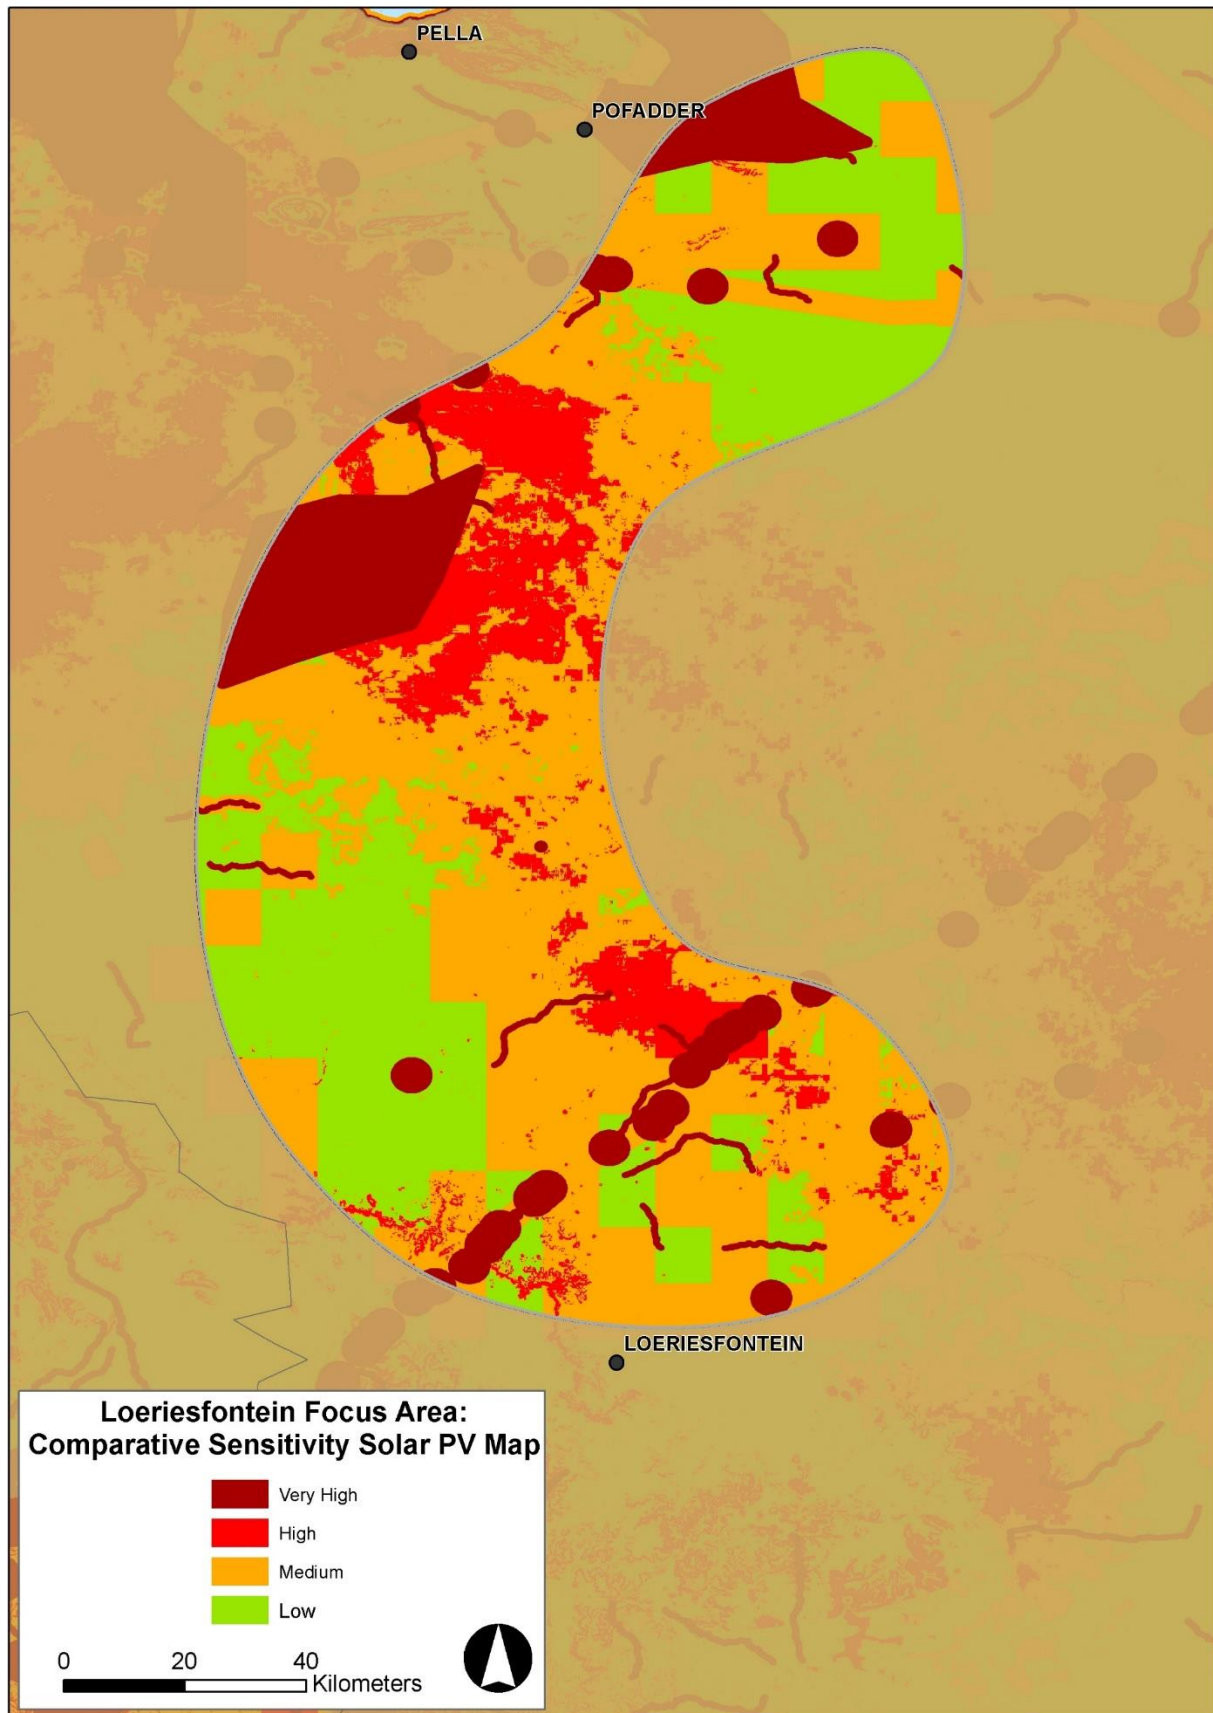 PELLA
POFADDER
LOERIESFONTEIN
Loeriesfontein Focus Area:
Comparative Sensitivity Solar PV Map
Very High
High
Medium
Low
0 20 40
Kilometers